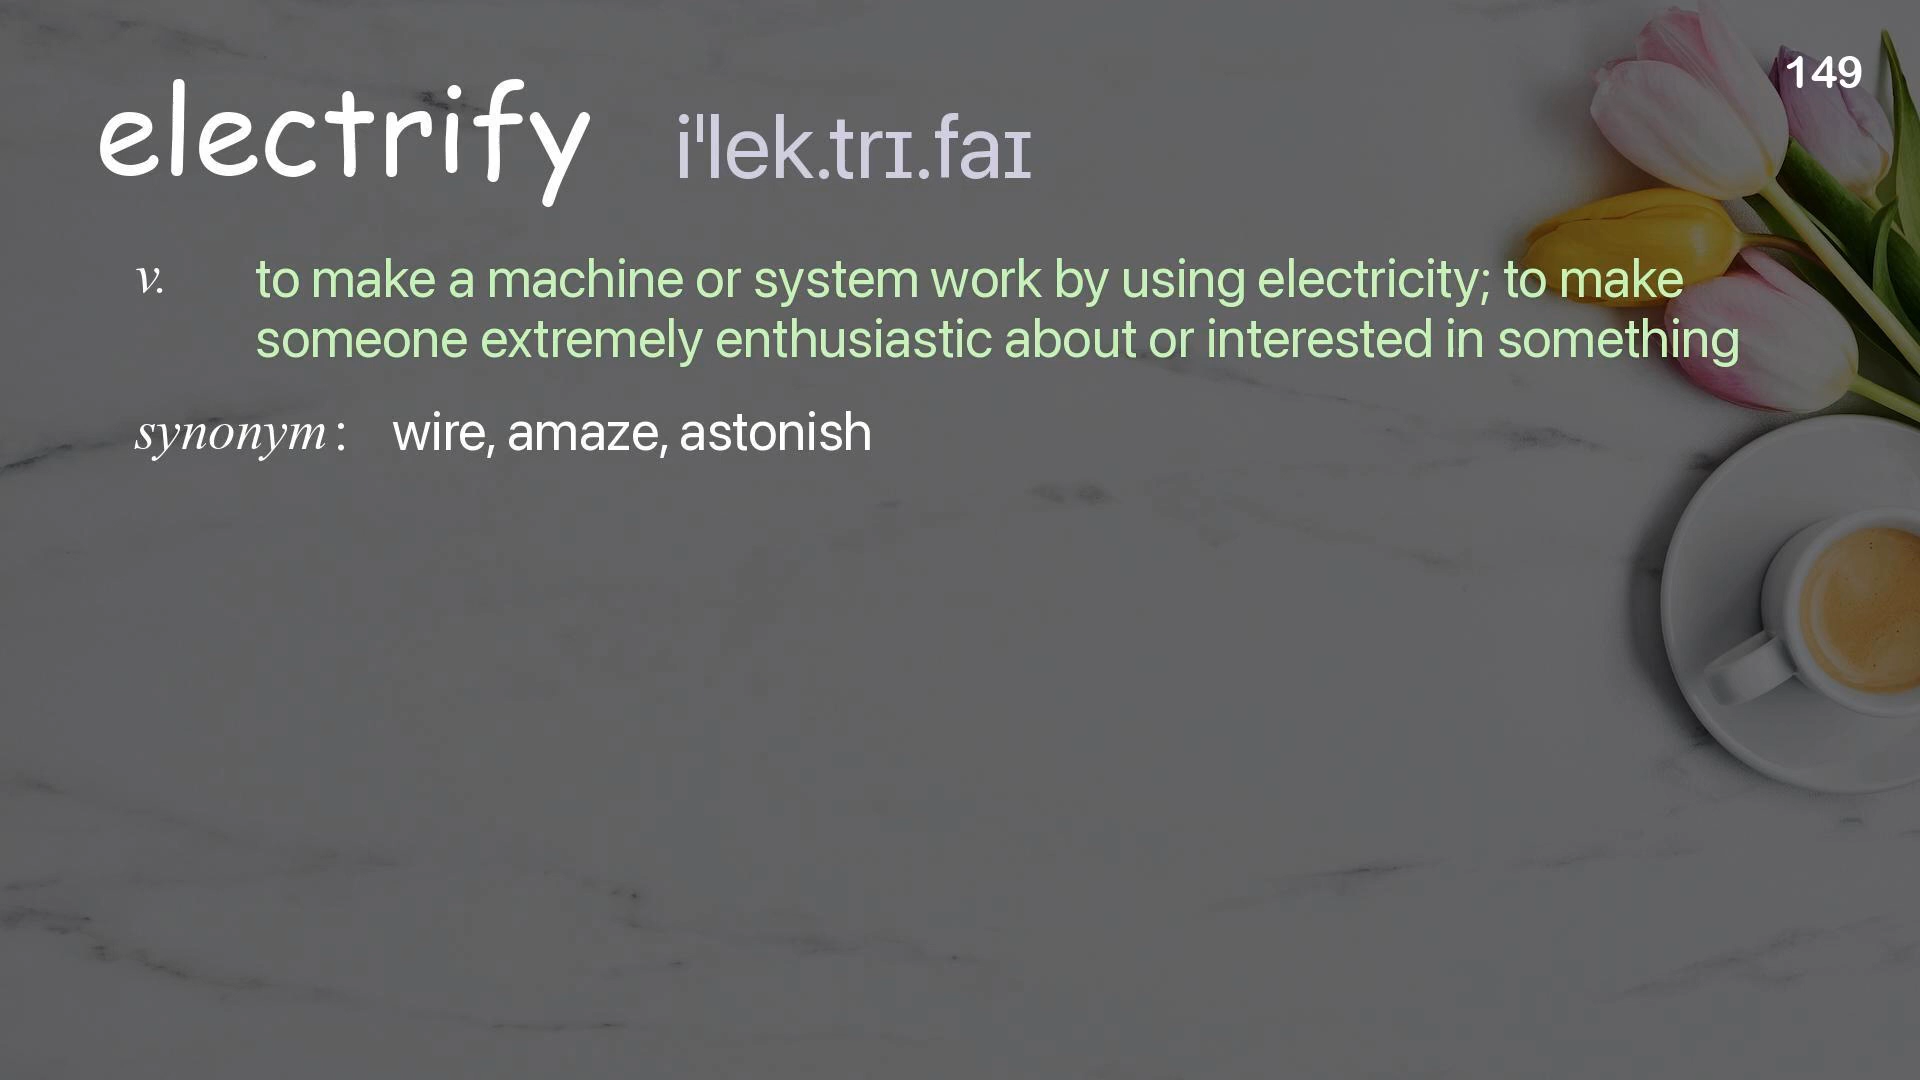 149
electrify iˈlek.trɪ.faɪ
v. to make a machine or system work by using electricity; to make
someone extremely enthusiastic about or interested in something
synonym: wire, amaze, astonish